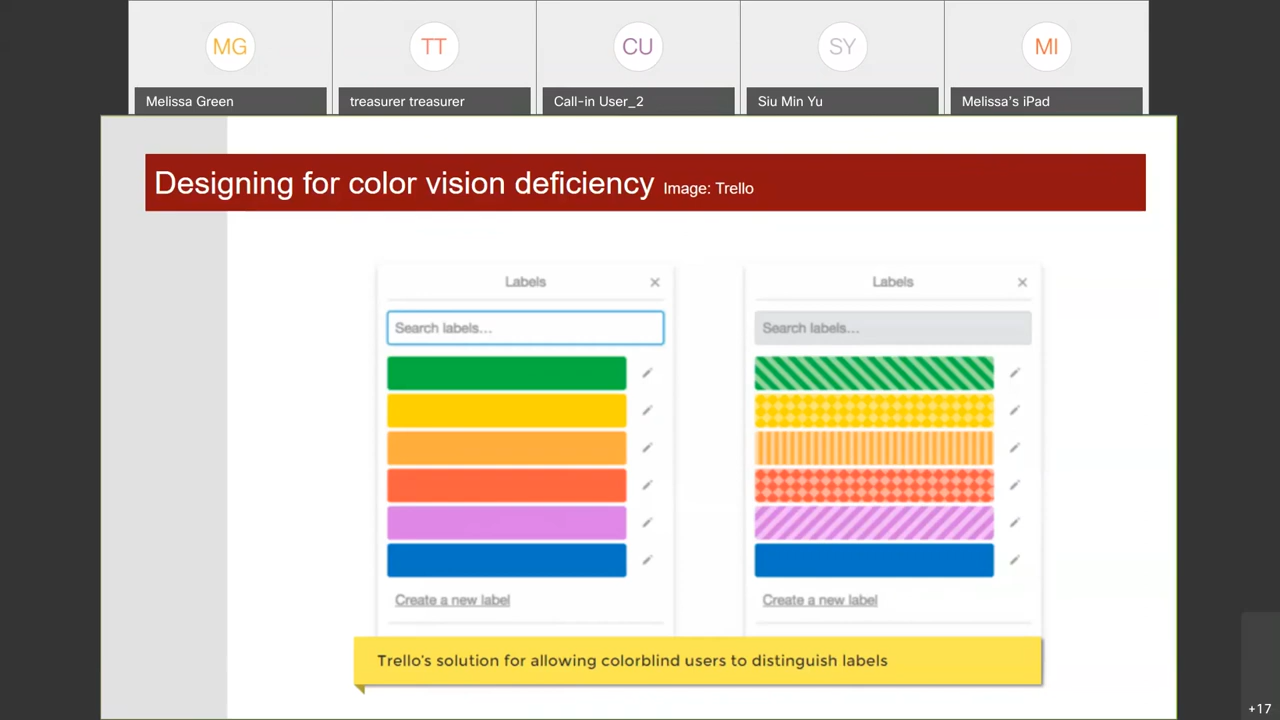 MG
TT
CU
SY
MI
Melissa Green
treasurer treasurer
Call-in User_2
Siu Min Yu
Melissa's iPad
Designing for color vision deficiency Image: Trello
Labels
Labels
Search labels...
Search labels...
Create a new label
Create a new label
Trello's solution for allowing colorblind users to distinguish labels
+17